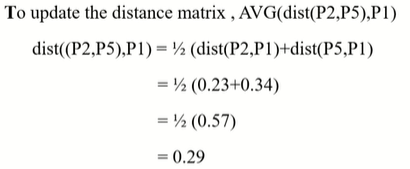 To update the distance matrix , AVG(dist(P2,P5),P1)
dist((P2,P5),P1) = ½ (dist(P2,P1)+dist(P5,P1)
= ½ (0.23+0.34)
= ½ (0.57)
= 0.29